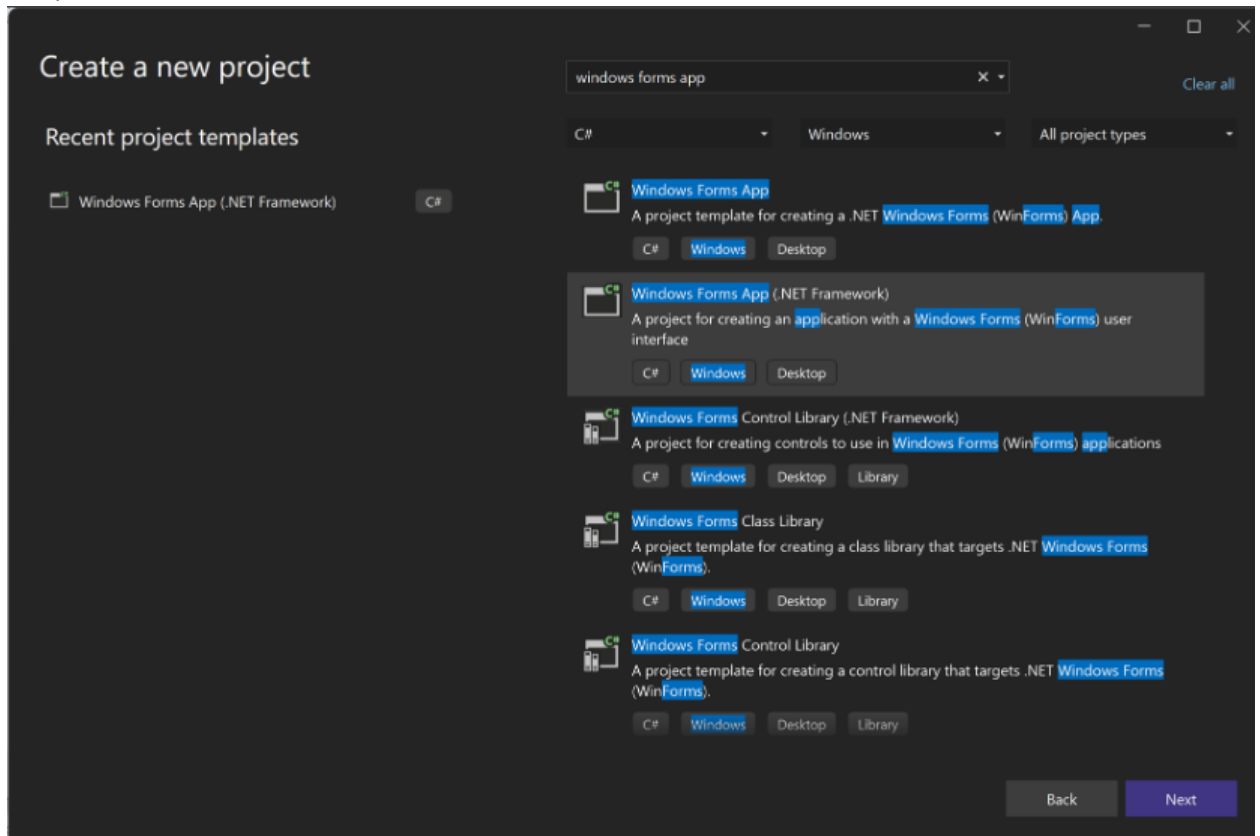 Create a new project
windows forms app
Clear all
Recent project templates
C#
Windows
All project types
Windows Forms App (.NET Framework)
C#
Windows Forms App
A project template for creating a .NET Windows Forms (WinForms) App.
C# Windows Desktop
Windows Forms App (.NET Framework)
A project for creating an application with a Windows Forms (WinForms) user
interface
C# Windows Desktop
Windows Forms Control Library (.NET Framework)
A project for creating controls to use in Windows Forms (WinForms) applications
C# Windows Desktop Library
Windows Forms Class Library
A project template for creating a class library that targets .NET Windows Forms
(WinForms).
C# Windows Desktop Library
Windows Forms Control Library
A project template for creating a control library that targets .NET Windows Forms
(WinForms).
C# Windows Desktop Library
Back
Next